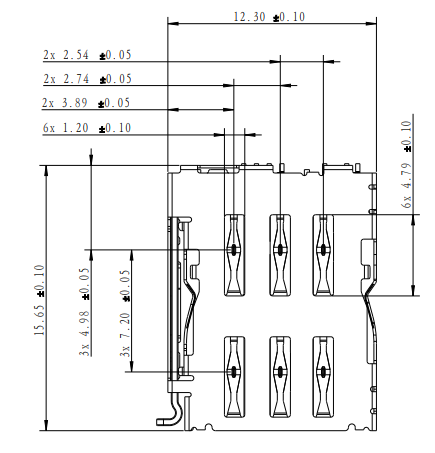 12.30 ±0.10
2x 2.54 ±0.05
2x 2.74 ±0.05
2x 3.89 ±0.05
6x 1.20 ±0.10
6x 4.79 ±0.10
15.65 ±0.10
3x 4.98 ±0.05
3x 7.20 ±0.05